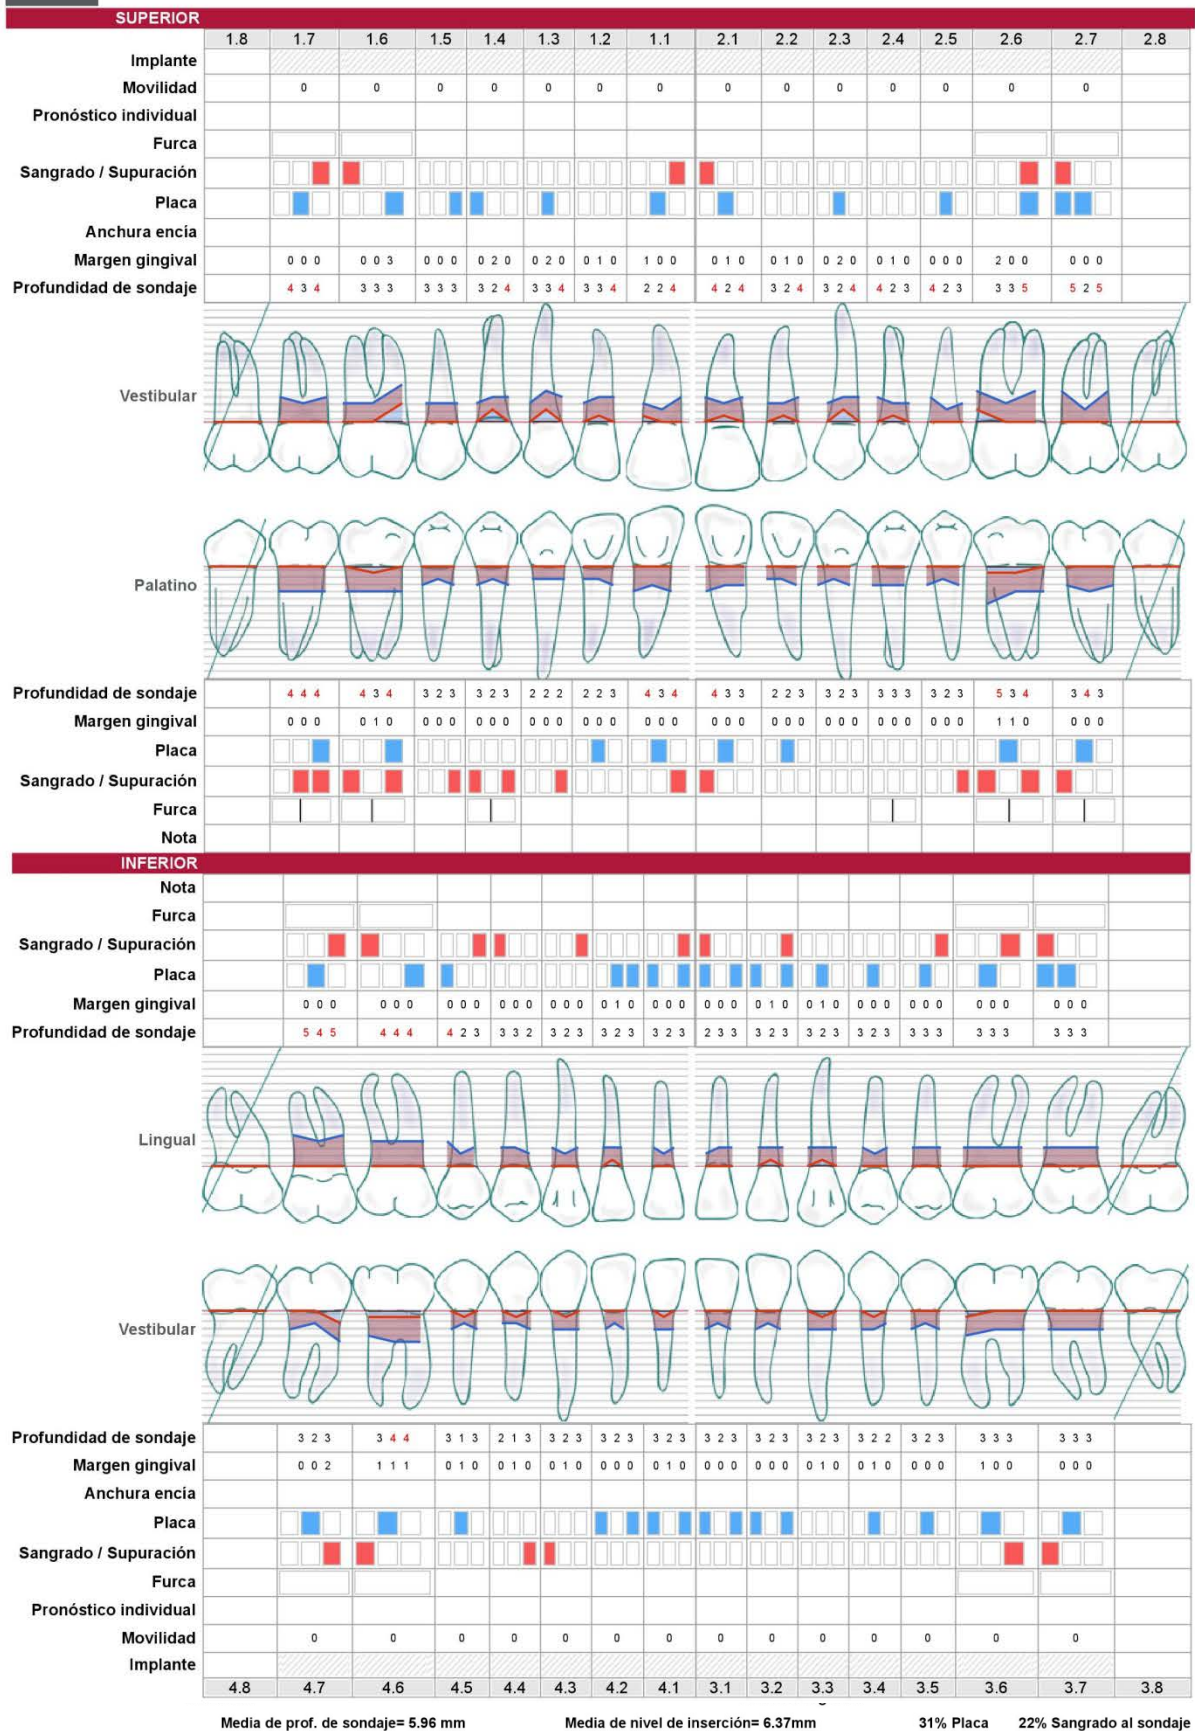 SUPERIOR
1.8 1.7 1.6 1.5 1.4 1.3 1.2 1.1 2.1 2.2 2.3 2.4 2.5 2.6 2.7 2.8
Implante
Movilidad 0 0 0 0 0 0 0 0 0 0 0 0 0 0
Pronóstico individual
Furca
Sangrado / Supuración
Placa
Anchura encía
Margen gingival 0 0 0 0 0 3 0 0 0 0 2 0 0 2 0 0 1 0 1 0 0 0 1 0 0 1 0 0 2 0 0 1 0 0 0 0 2 0 0 0 0 0
Profundidad de sondaje 4 3 4 3 3 3 3 3 3 3 2 4 3 3 4 3 3 4 2 2 4 4 2 4 3 2 4 3 2 4 4 2 3 4 2 3 3 3 5 5 2 5
Vestibular
Palatino
Profundidad de sondaje 4 4 4 4 3 4 3 2 3 3 2 3 2 2 2 2 2 3 4 3 4 4 3 3 2 2 3 3 2 3 3 3 3 3 2 3 5 3 4 3 4 3
Margen gingival 0 0 0 0 1 0 0 0 0 0 0 0 0 0 0 0 0 0 0 0 0 0 0 0 0 0 0 0 0 0 0 0 0 0 0 0 1 1 0 0 0 0
Placa
Sangrado / Supuración
Furca
Nota
INFERIOR
Nota
Furca
Sangrado / Supuración
Placa
Margen gingival 0 0 0 0 0 0 0 0 0 0 0 0 0 0 0 0 1 0 0 0 0 0 0 0 0 1 0 0 1 0 0 0 0 0 0 0 0 0 0 0 0 0
Profundidad de sondaje 5 4 5 4 4 4 4 2 3 3 3 2 3 2 3 3 2 3 3 2 3 2 3 3 3 2 3 3 2 3 3 2 3 3 3 3 3 3 3 3 3 3
Lingual
Vestibular
Profundidad de sondaje 3 2 3 3 4 4 3 1 3 2 1 3 3 2 3 3 2 3 3 2 3 3 2 3 3 2 3 3 2 3 3 2 2 3 2 3 3 3 3 3 3 3
Margen gingival 0 0 2 1 1 1 0 1 0 0 1 0 0 1 0 0 0 0 0 1 0 0 0 0 0 0 0 0 1 0 0 1 0 0 0 0 1 0 0 0 0 0
Anchura encía
Placa
Sangrado / Supuración
Furca
Pronóstico individual
Movilidad 0 0 0 0 0 0 0 0 0 0 0 0 0 0
Implante
4.8 4.7 4.6 4.5 4.4 4.3 4.2 4.1 3.1 3.2 3.3 3.4 3.5 3.6 3.7 3.8
Media de prof. de sondaje= 5.96 mm Media de nivel de inserción= 6.37mm 31% Placa 22% Sangrado al sondaje